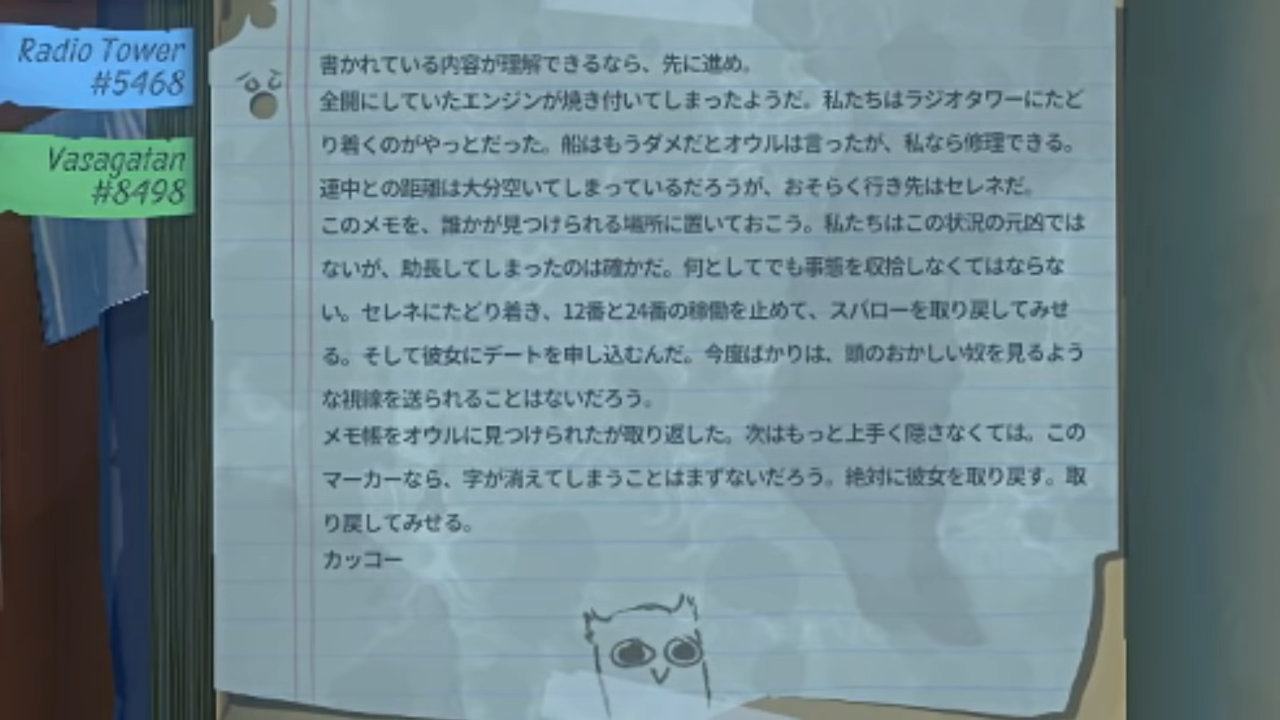 Radio Tower
#5468
Vasagatan
#8498
書かれている内容が理解できるなら、先に進め。
全開にしていたエンジンが焼き付いてしまったようだ。私たちはラジオタワーにたど
り着くのがやっとだった。船はもうダメだとオウルは言ったが、私なら修理できる。
連中との距離は大分空いてしまっているだろうが、おそらく行き先はセレネだ。
このメモを、誰かが見つけられる場所に置いておこう。私たちはこの状況の元凶では
ないが、助長してしまったのは確かだ。何としてでも事態を収拾しなくてはならな
い。セレネにたどり着き、12番と24番の稼働を止めて、スパローを取り戻してみせ
る。そして彼女にデートを申し込むんだ。今度ばかりは、頭のおかしい奴を見るよう
な視線を送られることはないだろう。
メモ帳をオウルに見つけられたが取り返した。次はもっと上手く隠さなくては。この
マーカーなら、字が消えてしまうことはまずないだろう。絶対に彼女を取り戻す。取
り戻してみせる。
カッコー